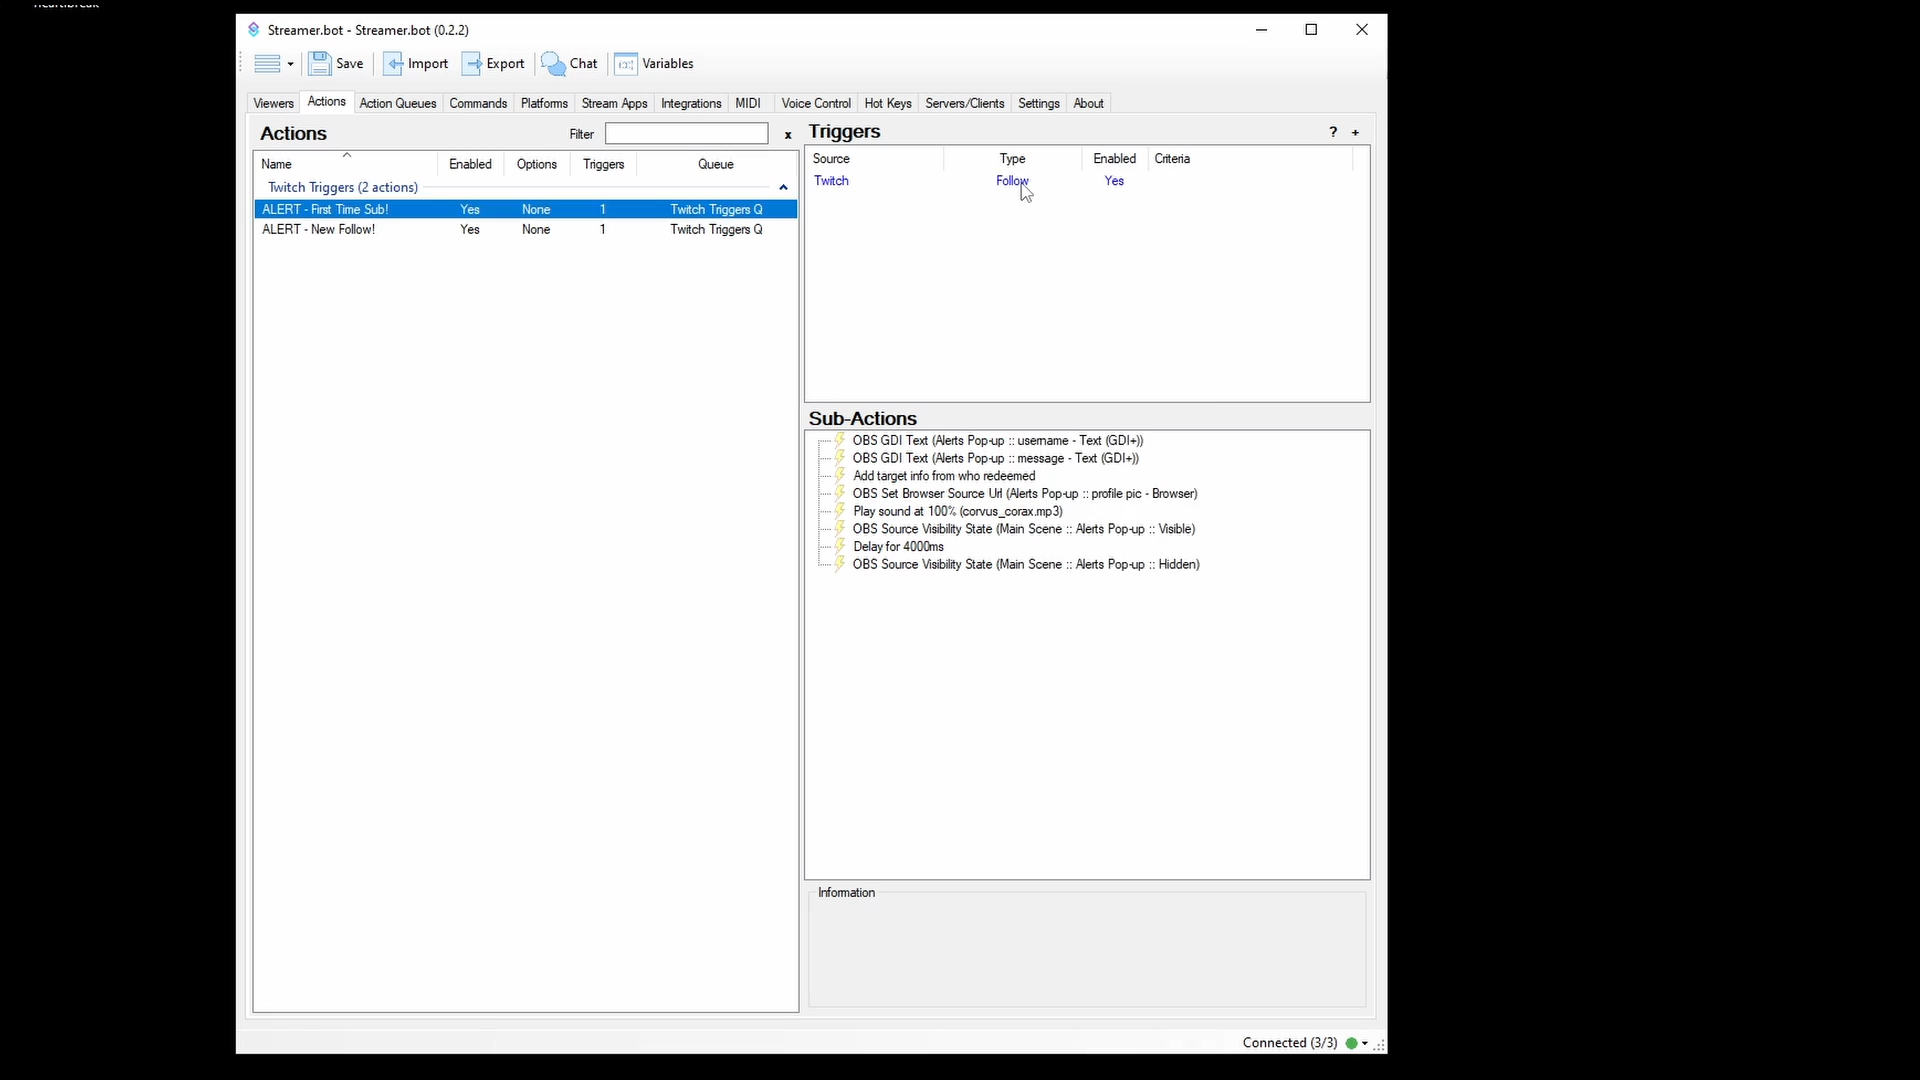 heartbreak
Streamer.bot - Streamer.bot (0.2.2)
Save Import Export Chat Variables
Viewers Actions Action Queues Commands Platforms Stream Apps Integrations MIDI Voice Control Hot Keys Servers/Clients Settings About
Actions Filter x
Name Enabled Options Triggers Queue
Twitch Triggers (2 actions)
ALERT - First Time Sub! Yes None 1 Twitch Triggers Q
ALERT - New Follow! Yes None 1 Twitch Triggers Q
Triggers ? +
Source Type Enabled Criteria
Twitch Follow Yes
Sub-Actions
OBS GDI Text (Alerts Pop-up :: username - Text (GDI+))
OBS GDI Text (Alerts Pop-up :: message - Text (GDI+))
Add target info from who redeemed
OBS Set Browser Source Url (Alerts Pop-up :: profile pic - Browser)
Play sound at 100% (corvus_corax.mp3)
OBS Source Visibility State (Main Scene :: Alerts Pop-up :: Visible)
Delay for 4000ms
OBS Source Visibility State (Main Scene :: Alerts Pop-up :: Hidden)
Information
Connected (3/3)